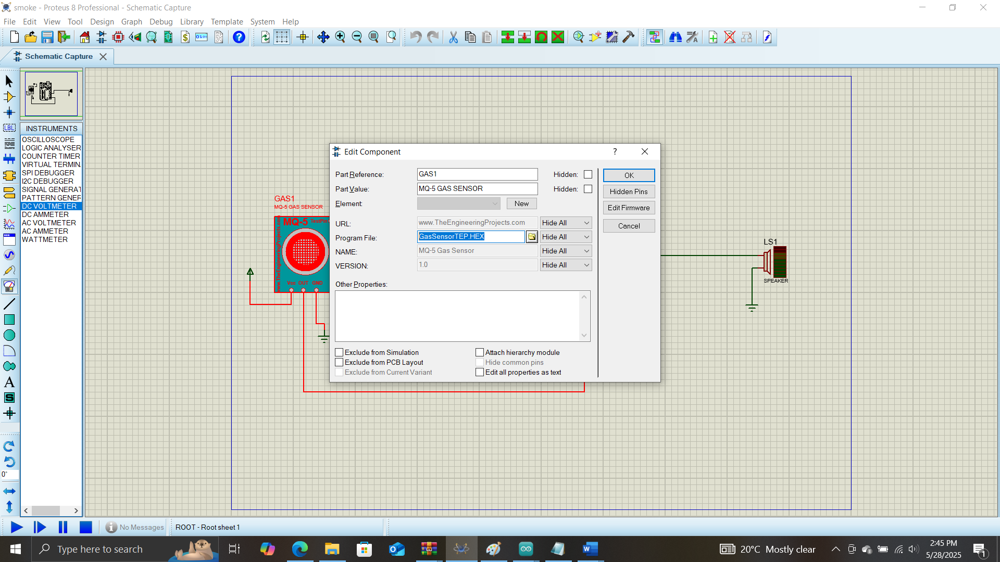 smoke - Proteus 8 Professional - Schematic Capture
File Edit View Tool Design Graph Debug Library Template System Help
Schematic Capture
INSTRUMENTS
OSCILLOSCOPE
LOGIC ANALYSER
COUNTER TIMER
VIRTUAL TERMIN
SPI DEBUGGER
I2C DEBUGGER
SIGNAL GENERAT
PATTERN GENER
DC VOLTMETER
DC AMMETER
AC VOLTMETER
AC AMMETER
WATTMETER
LBL
A
S
0°
GAS1
MQ-5 GAS SENSOR
MQ-5 TestPin
www.TheEngineeringProjects.com
Vcc OUT GND
Edit Component
?
Part Reference: GAS1 Hidden:
Part Value: MQ-5 GAS SENSOR Hidden:
Element: New
URL: www.TheEngineeringProjects.com Hide All
Program File: GasSensorTEP.HEX Hide All
NAME: MQ-5 Gas Sensor Hide All
VERSION: 1.0 Hide All
Other Properties:
Exclude from Simulation Attach hierarchy module
Exclude from PCB Layout Hide common pins
Exclude from Current Variant Edit all properties as text
OK
Hidden Pins
Edit Firmware
Cancel
LS1
SPEAKER
No Messages ROOT - Root sheet 1
Type here to search
20°C Mostly clear
2:45 PM
5/28/2025
1